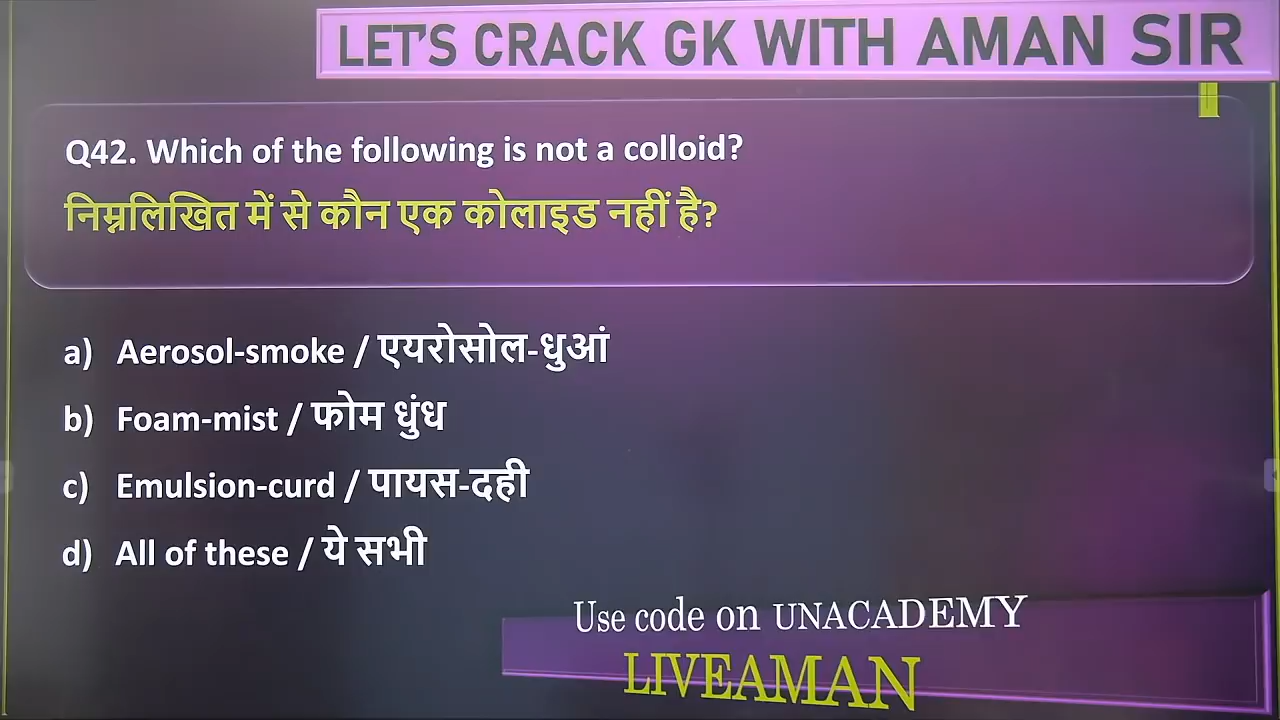 LET'S CRACK GK WITH AMAN SIR
Q42. Which of the following is not a colloid?
निम्नलिखित में से कौन एक कोलाइड नहीं है?
a) Aerosol-smoke / एयरोसोल-धुआं
b) Foam-mist / फोम धुंध
c) Emulsion-curd / पायस-दही
d) All of these / ये सभी
Use code on UNACADEMY
LIVEAMAN